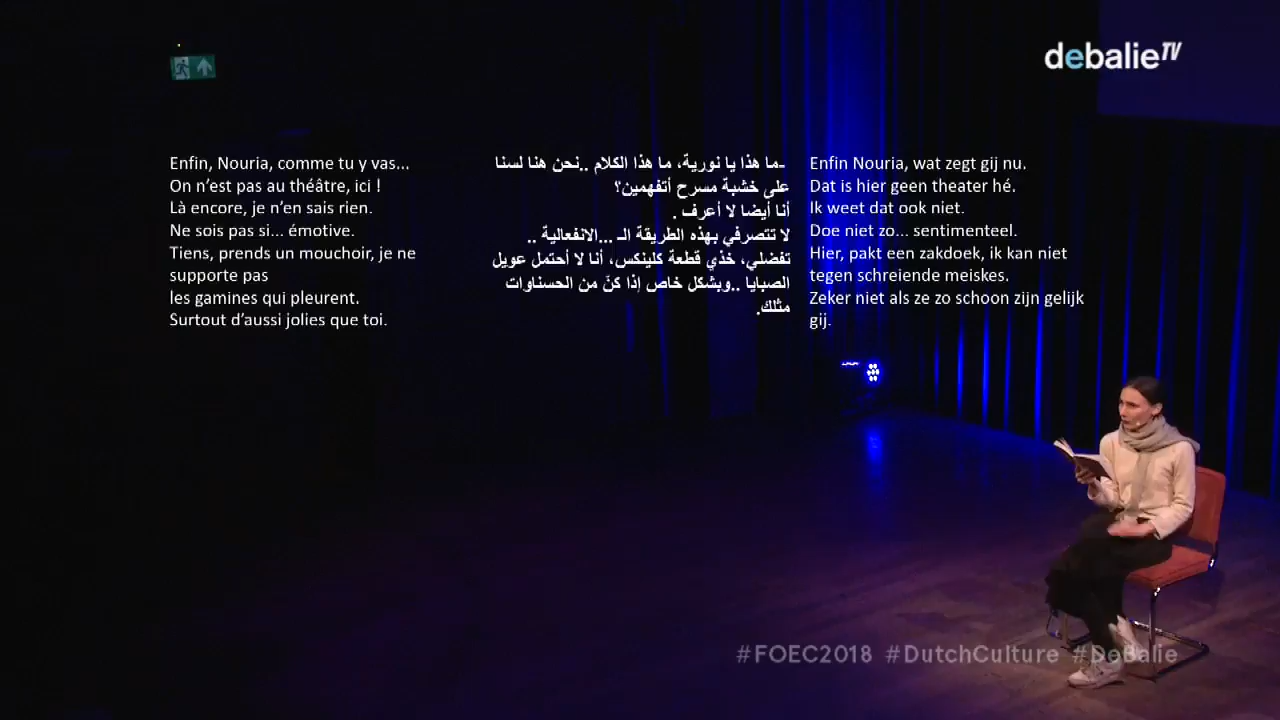 debalieTV
Enfin, Nouria, comme tu y vas...
On n’est pas au théâtre, ici !
Là encore, je n’en sais rien.
Ne sois pas si... émotive.
Tiens, prends un mouchoir, je ne
supporte pas
les gamines qui pleurent.
Surtout d’aussi jolies que toi.
-ما هذا يا نورية، ما هذا الكلام ..نحن هنا لسنا
على خشبة مسرح أتفهمين؟
أنا أيضا لا أعرف .
لا تتصرفي بهذه الطريقة الـ ...الانفعالية ..
تفضلي، خذي قطعة كلينكس، أنا لا أحتمل عويل
الصبايا ..وبشكل خاص إذا كنّ من الحسناوات
مثلك.
Enfin Nouria, wat zegt gij nu.
Dat is hier geen theater hé.
Ik weet dat ook niet.
Doe niet zo... sentimenteel.
Hier, pakt een zakdoek, ik kan niet
tegen schreiende meiskes.
Zeker niet als ze zo schoon zijn gelijk
gij.
#FOEC2018 #DutchCulture #DeBalie